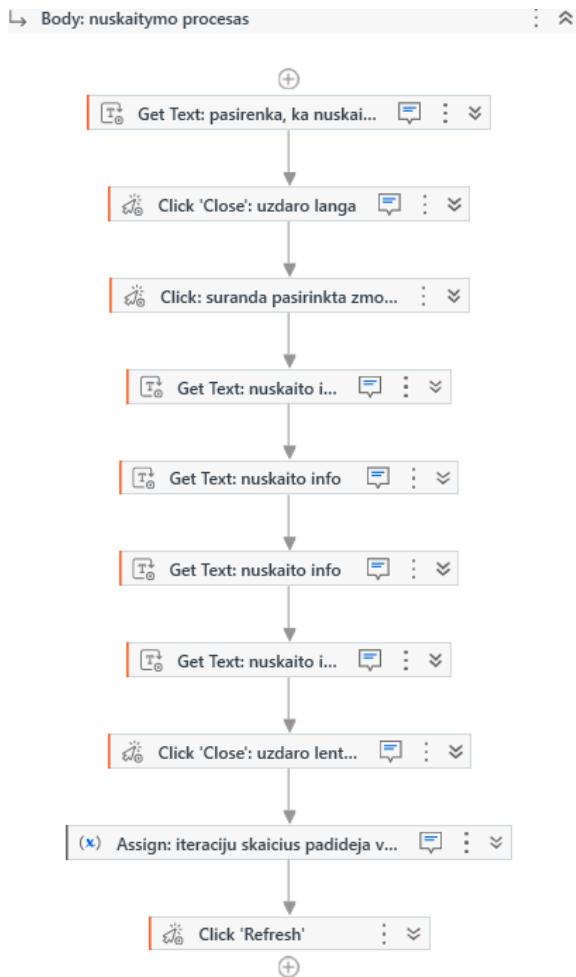 Body: nuskaitymo procesas
Get Text: pasirenka, ka nuskai...
Click 'Close': uzdaro langa
Click: suranda pasirinkta zmo...
Get Text: nuskaito i...
Get Text: nuskaito info
Get Text: nuskaito info
Get Text: nuskaito i...
Click 'Close': uzdaro lent...
(x) Assign: iteraciju skaicius padideja v...
Click 'Refresh'